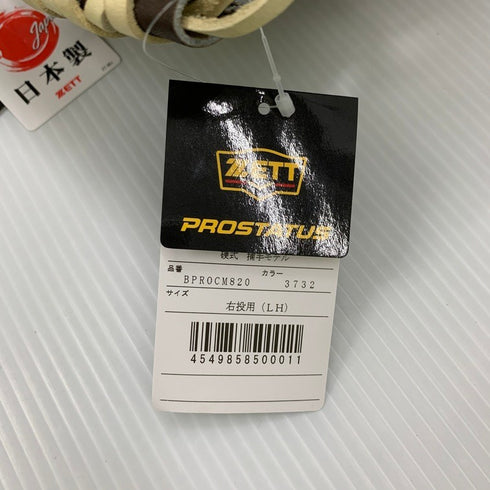 Japan
日本製
ZETT
ZETT
PROSTATUS
硬式 捕手モデル
品番 カラー
BPROCM820 3732
サイズ
右投用(LH)
4549858500011